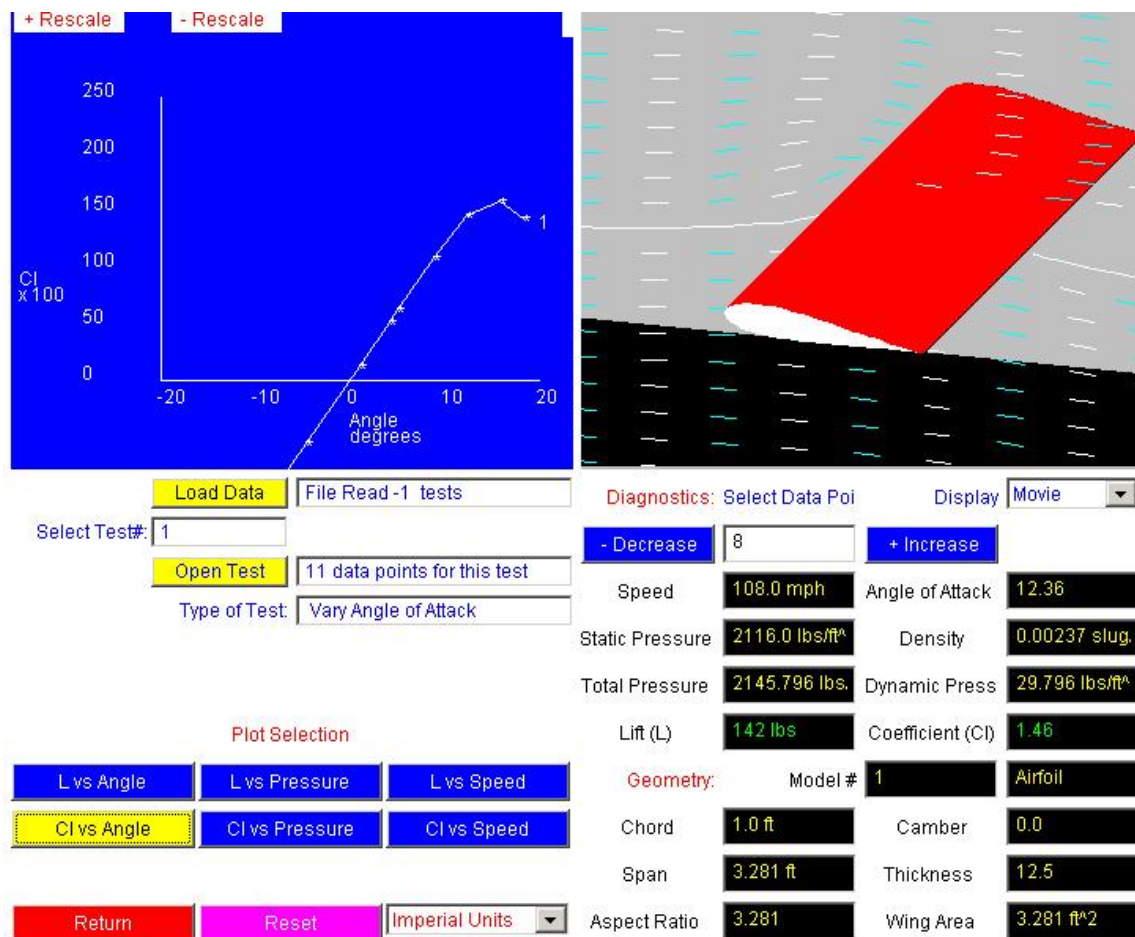 + Rescale - Rescale
250
200
150
1
100
Cl
x 100
50
0
-20 -10 0 10 20
Angle
degrees
Load Data File Read -1 tests
Select Test#: 1
Open Test 11 data points for this test
Type of Test: Vary Angle of Attack
Plot Selection
L vs Angle L vs Pressure L vs Speed
Cl vs Angle Cl vs Pressure Cl vs Speed
Return Reset Imperial Units
Diagnostics: Select Data Poi Display Movie
- Decrease 8 + Increase
Speed 108.0 mph Angle of Attack 12.36
Static Pressure 2116.0 lbs/ft^ Density 0.00237 slug.
Total Pressure 2145.796 lbs. Dynamic Press 29.796 lbs/ft^
Lift (L) 142 lbs Coefficient (Cl) 1.46
Geometry: Model # 1 Airfoil
Chord 1.0 ft Camber 0.0
Span 3.281 ft Thickness 12.5
Aspect Ratio 3.281 Wing Area 3.281 ft^2